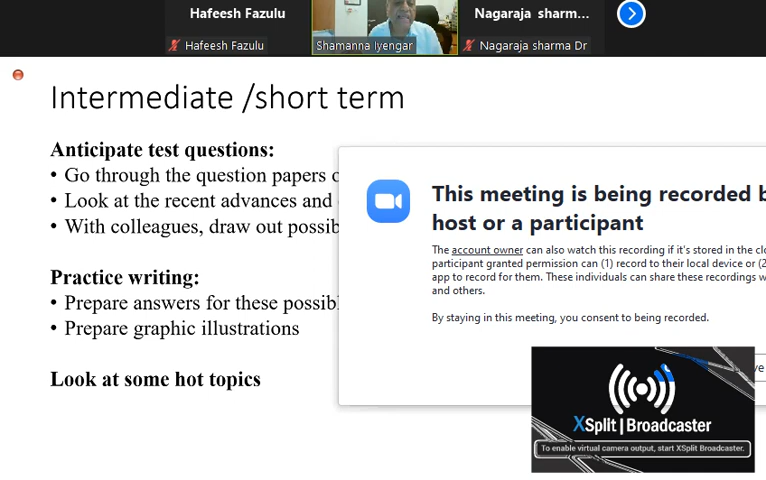 Hafeesh Fazulu
Nagaraja sharm...
Hafeesh Fazulu
Shamanna Iyengar
Nagaraja sharma Dr
Intermediate /short term
Anticipate test questions:
• Go through the question papers
• Look at the recent advances and
• With colleagues, draw out possib
Practice writing:
• Prepare answers for these possib
• Prepare graphic illustrations
Look at some hot topics
This meeting is being recorded b
host or a participant
The account owner can also watch this recording if it's stored in the clo
participant granted permission can (1) record to their local device or (2
app to record for them. These individuals can share these recordings w
and others.
By staying in this meeting, you consent to being recorded.
XSplit | Broadcaster
To enable virtual camera output, start XSplit Broadcaster.